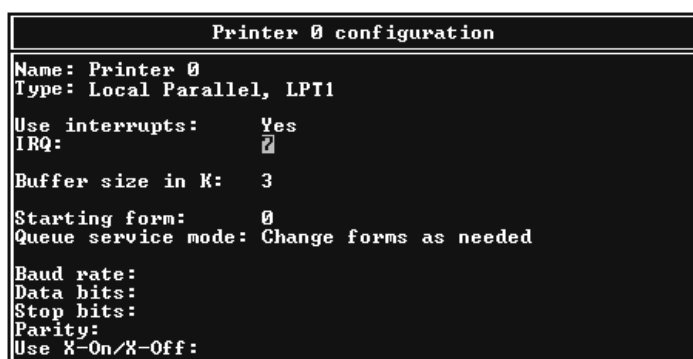 Printer 0 configuration
Name: Printer 0
Type: Local Parallel, LPT1
Use interrupts: Yes
IRQ: 7
Buffer size in K: 3
Starting form: 0
Queue service mode: Change forms as needed
Baud rate:
Data bits:
Stop bits:
Parity:
Use X-On/X-Off: